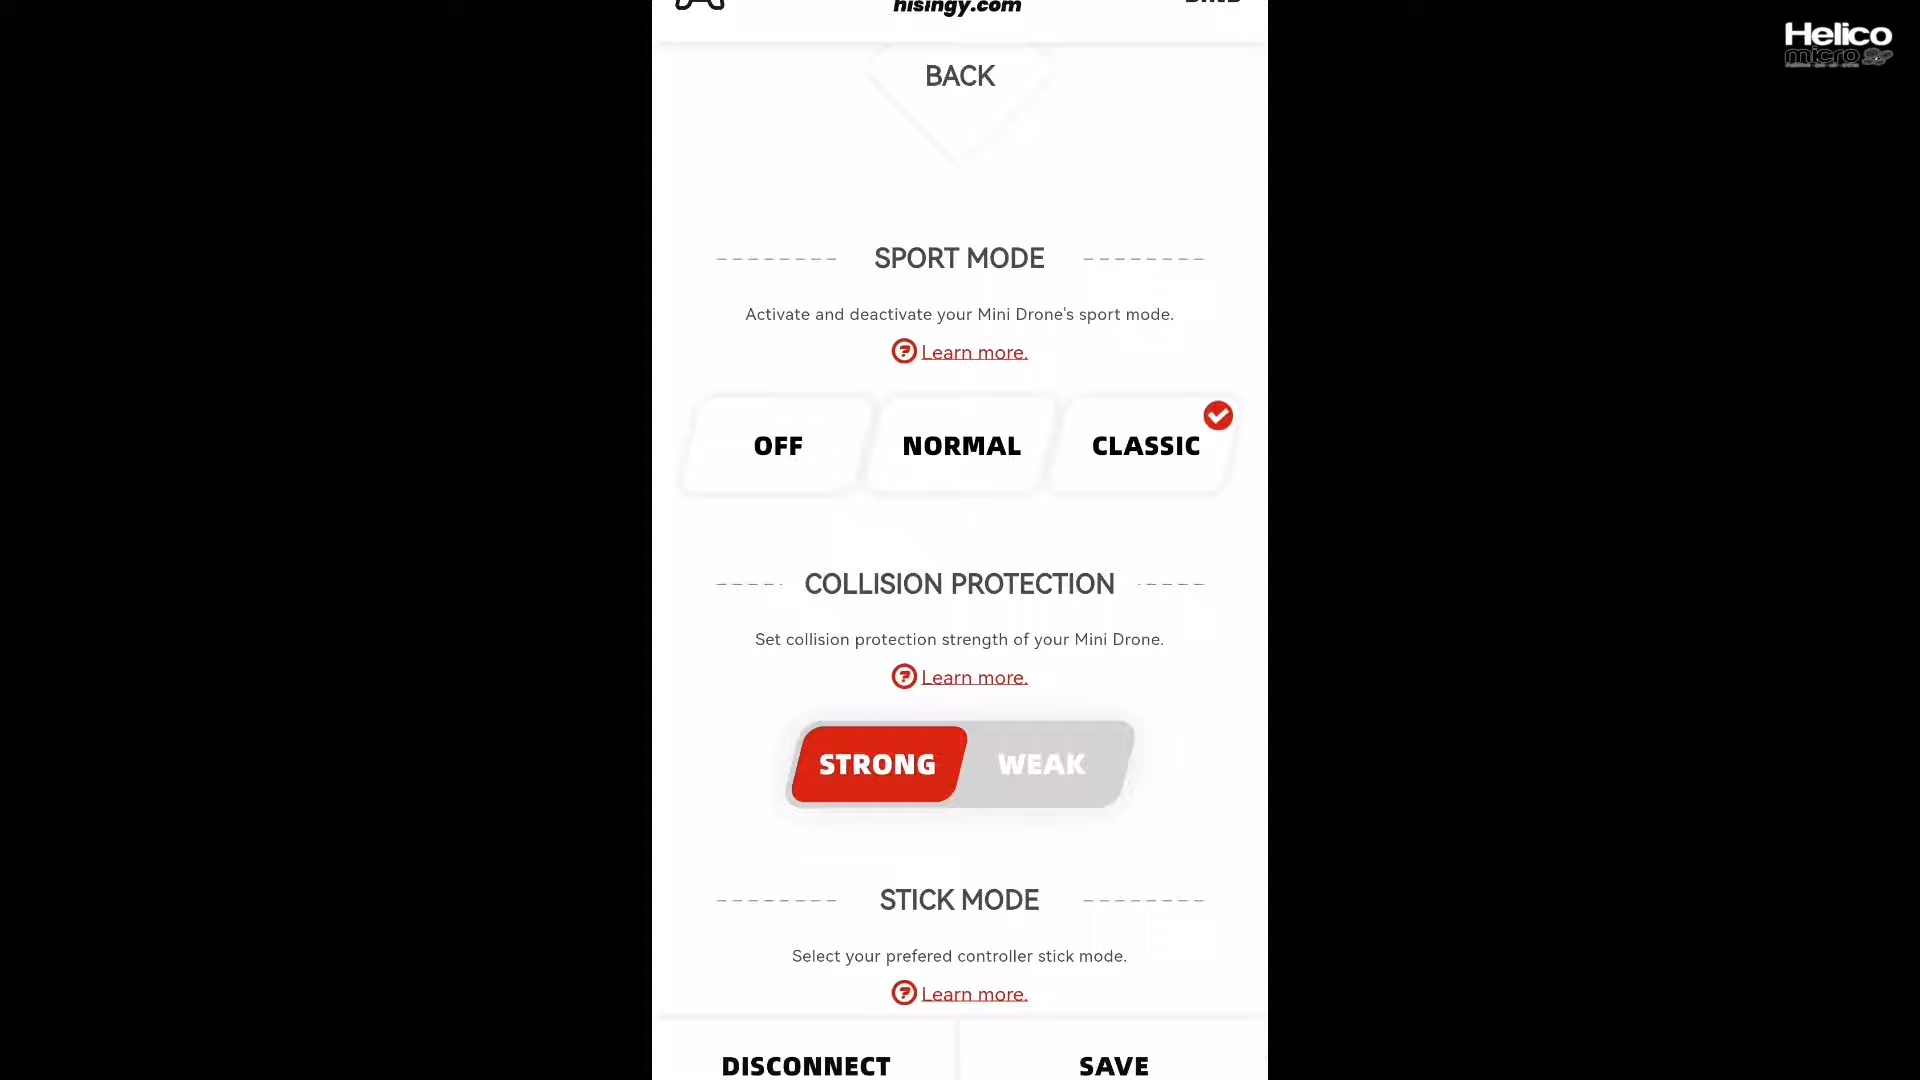 hisingy.com
Helico
micro
BACK
SPORT MODE
Activate and deactivate your Mini Drone's sport mode.
Learn more.
OFF
NORMAL
CLASSIC
COLLISION PROTECTION
Set collision protection strength of your Mini Drone.
Learn more.
STRONG
WEAK
STICK MODE
Select your prefered controller stick mode.
Learn more.
DISCONNECT
SAVE